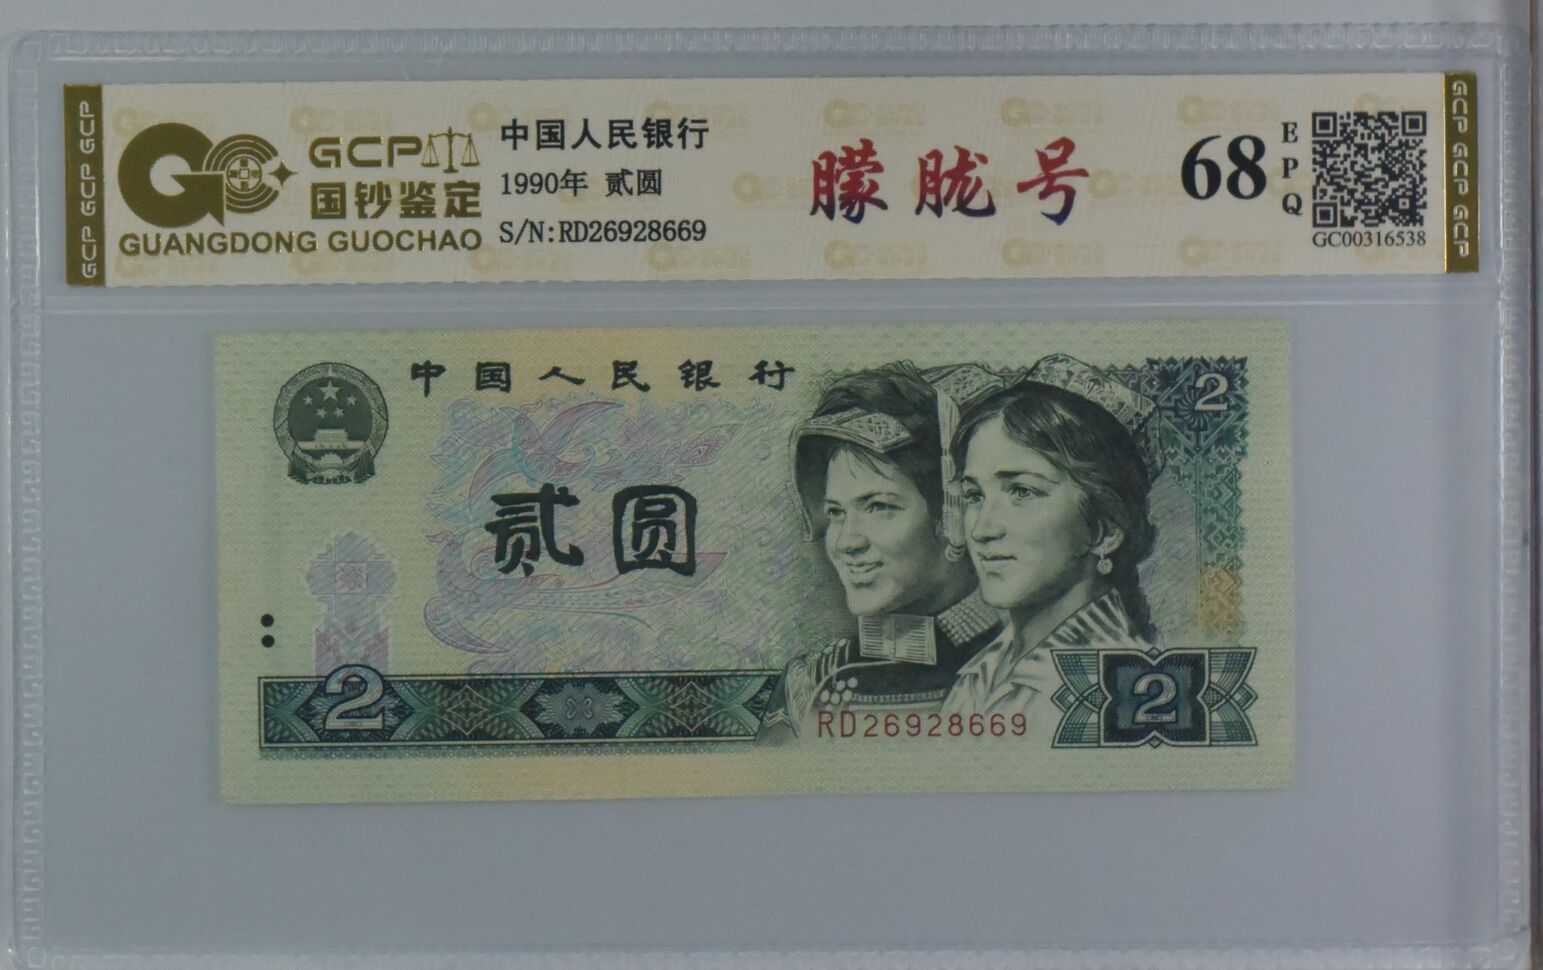 GCP GCP GCP
GCP
国钞鉴定
GUANGDONG GUOCHAO
中国人民银行
1990年 贰圆
S/N:RD26928669
朦胧号
68
EPQ
GC00316538
GCP GCP GCP
中国人民银行
2
贰圆
2
RD26928669
2